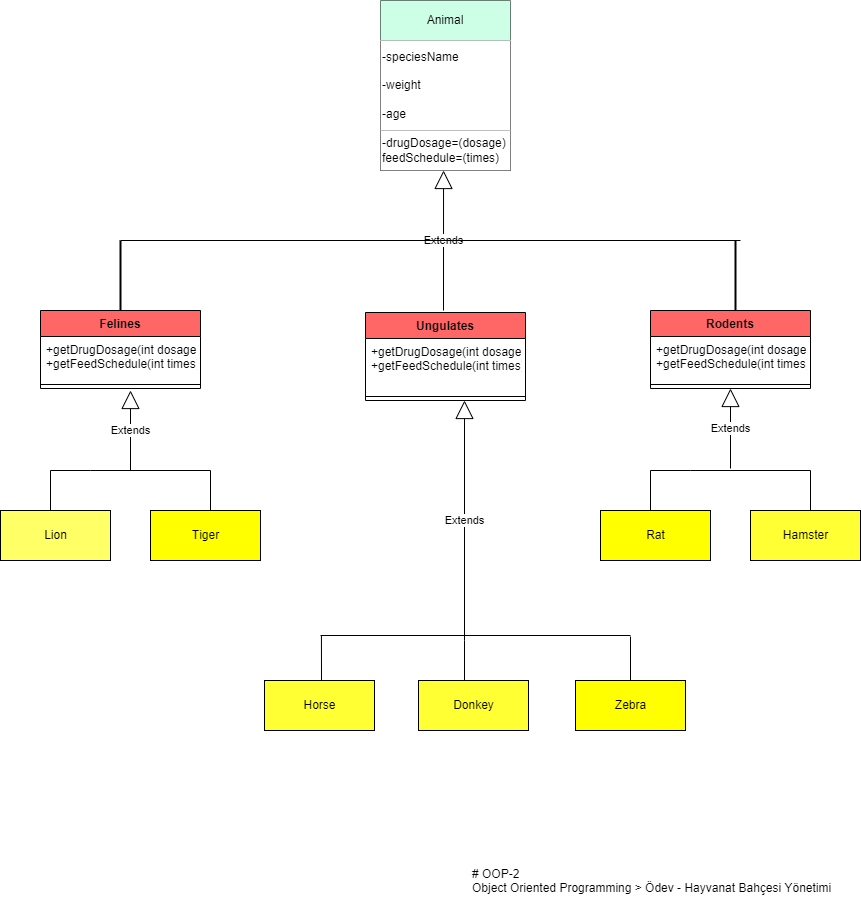 Animal
-speciesName
-weight
-age
-drugDosage=(dosage)
feedSchedule=(times)
Extends
Felines
+getDrugDosage(int dosage
+getFeedSchedule(int times
Ungulates
+getDrugDosage(int dosage
+getFeedSchedule(int times
Rodents
+getDrugDosage(int dosage
+getFeedSchedule(int times
Extends
Extends
Extends
Lion
Tiger
Rat
Hamster
Horse
Donkey
Zebra
# OOP-2
Object Oriented Programming > Ödev - Hayvanat Bahçesi Yönetimi